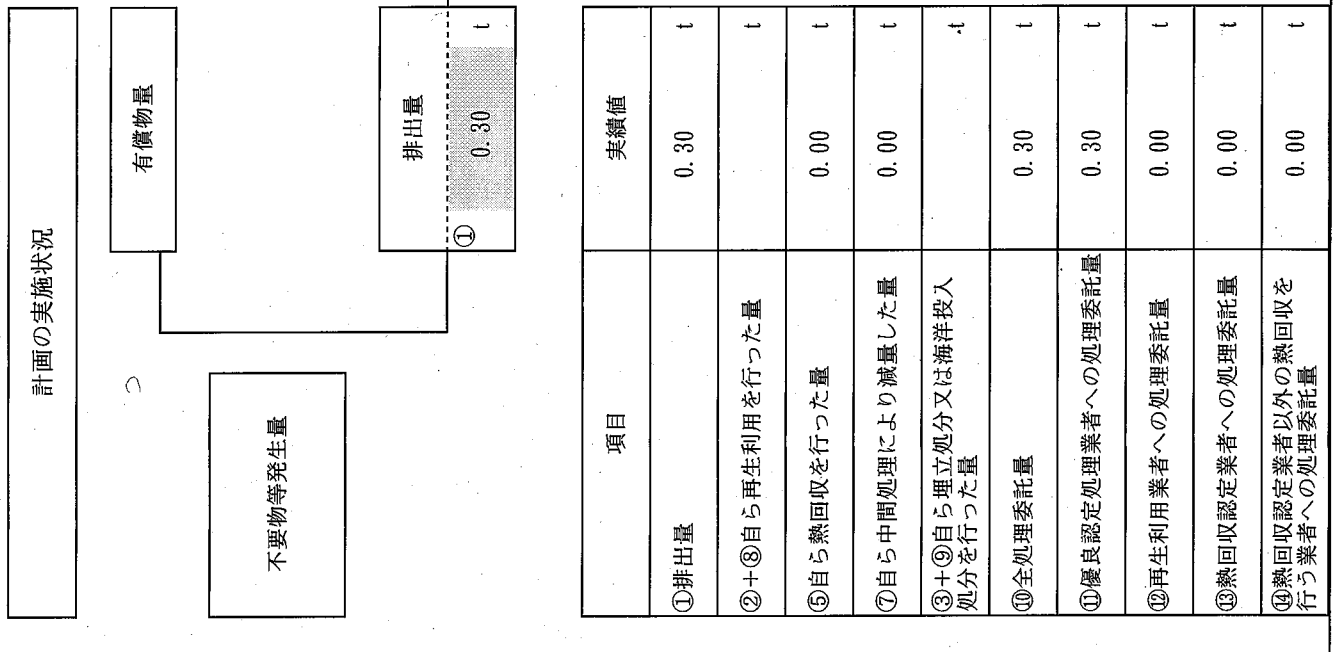 計画の実施状況
有償物量
不要物等発生量
排出量
① 0.30 t
項目 実績値
①排出量 0.30 t
②+⑧自ら再生利用を行った量 t
⑤自ら熱回収を行った量 0.00 t
⑦自ら中間処理により減量した量 0.00 t
③+⑨自ら埋立処分又は海洋投入
処分を行った量 t
⑩全処理委託量 0.30 t
⑪優良認定処理業者への処理委託量 0.30 t
⑫再生利用業者への処理委託量 0.00 t
⑬熱回収認定業者への処理委託量 0.00 t
⑭熱回収認定業者以外の熱回収を
行う業者への処理委託量 0.00 t